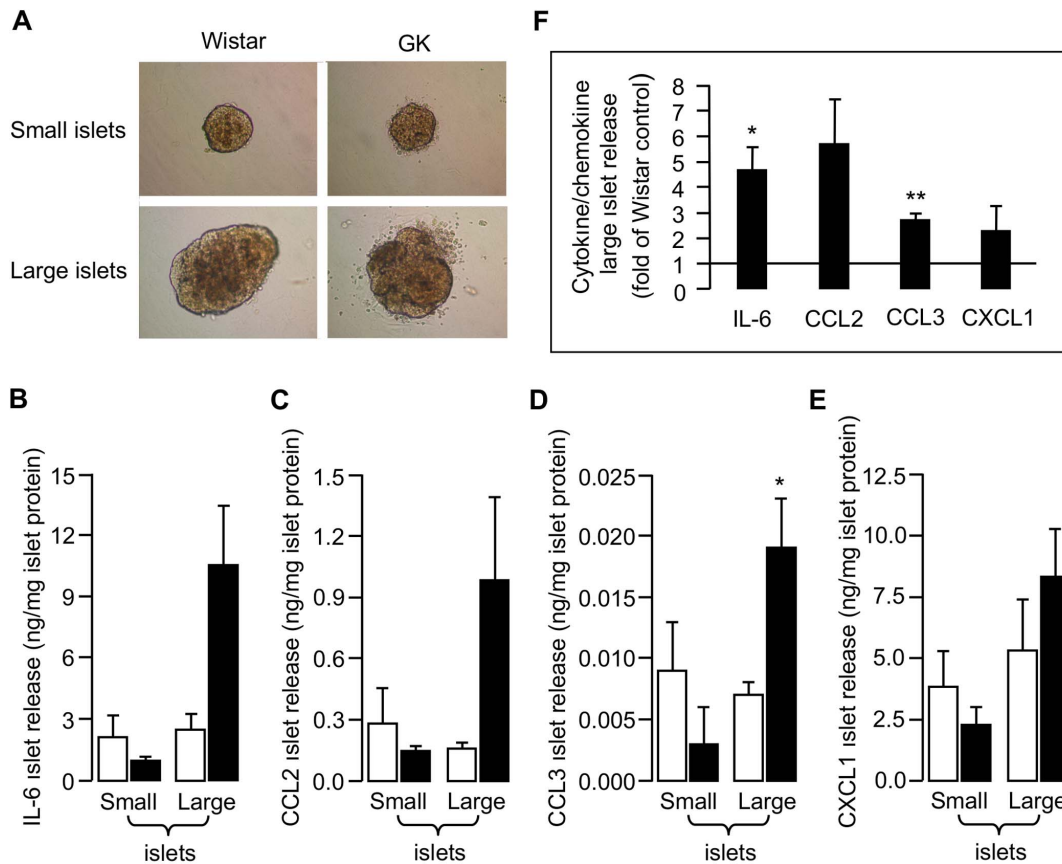 A
Wistar
GK
Small islets
Large islets
F
Cytokine/chemokiine
large islet release
(fold of Wistar control)
8
7
6
5
4
3
2
1
0
*
**
IL-6
CCL2
CCL3
CXCL1
B
IL-6 islet release (ng/mg islet protein)
15
12
9
6
3
0
Small
Large
islets
C
CCL2 islet release (ng/mg islet protein)
1.5
1.2
0.9
0.6
0.3
0.0
Small
Large
islets
D
CCL3 islet release (ng/mg islet protein)
0.025
0.020
0.015
0.010
0.005
0.000
*
Small
Large
islets
E
CXCL1 islet release (ng/mg islet protein)
12.5
10.0
7.5
5.0
2.5
0.0
Small
Large
islets